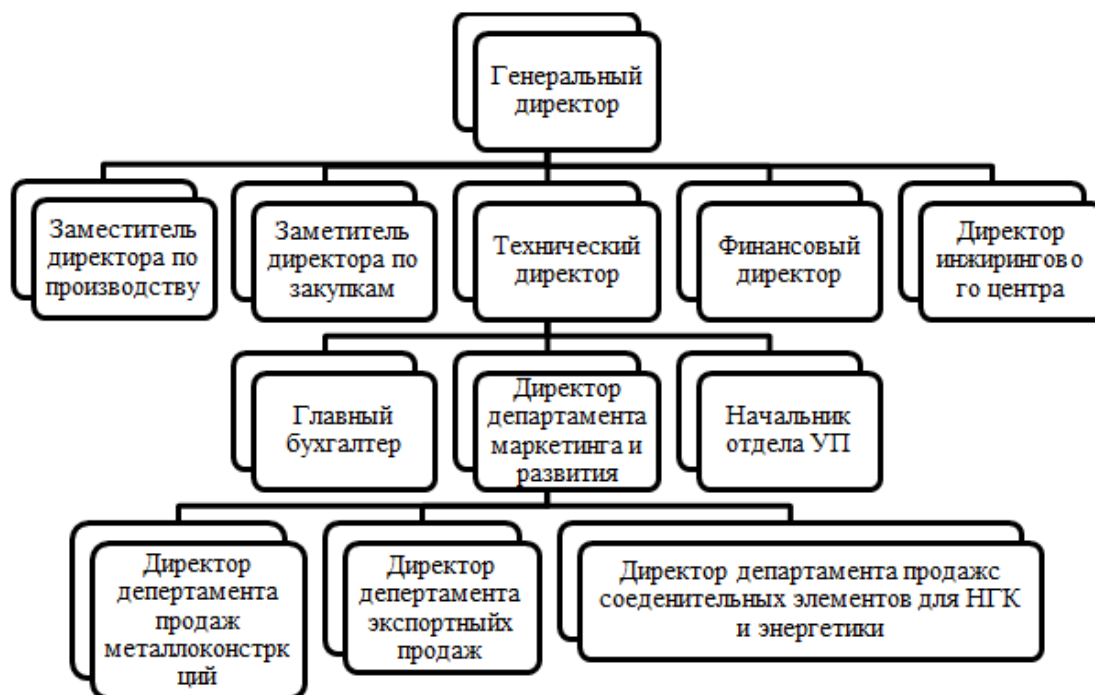 Генеральный
директор
Заместитель
директора по
производству
Заметитель
директора по
закупкам
Технический
директор
Финансовый
директор
Директор
инжирингово
го центра
Главный
бухгалтер
Директор
департамента
маркетинга и
развития
Начальник
отдела УП
Директор
депертамента
продаж
металлоконстрк
ций
Директор
депертамента
экспортныйх
продаж
Директор департамента продажс
соеденительных элементов для НГК
и энергетики